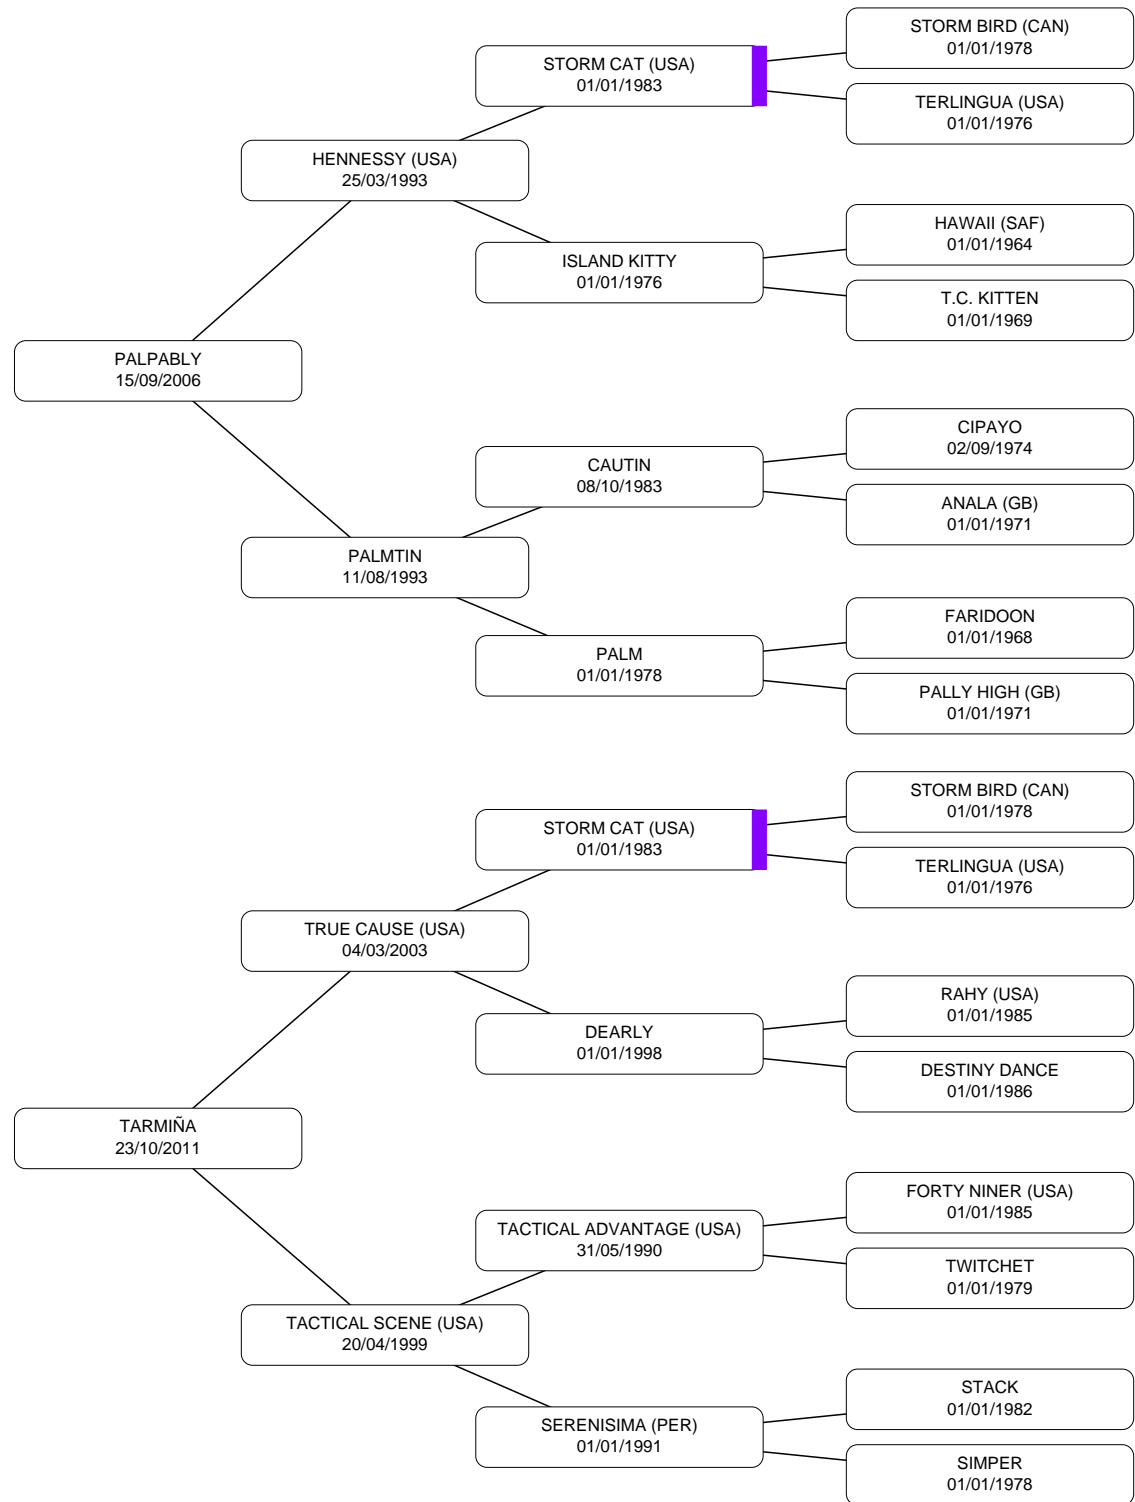 STORM BIRD (CAN)
01/01/1978
STORM CAT (USA)
01/01/1983
TERLINGUA (USA)
01/01/1976
HENNESSY (USA)
25/03/1993
HAWAII (SAF)
01/01/1964
ISLAND KITTY
01/01/1976
T.C. KITTEN
01/01/1969
PALPABLY
15/09/2006
CIPAYO
02/09/1974
CAUTIN
08/10/1983
ANALA (GB)
01/01/1971
PALMTIN
11/08/1993
FARIDOON
01/01/1968
PALM
01/01/1978
PALLY HIGH (GB)
01/01/1971
STORM BIRD (CAN)
01/01/1978
STORM CAT (USA)
01/01/1983
TERLINGUA (USA)
01/01/1976
TRUE CAUSE (USA)
04/03/2003
RAHY (USA)
01/01/1985
DEARLY
01/01/1998
DESTINY DANCE
01/01/1986
TARMIÑA
23/10/2011
FORTY NINER (USA)
01/01/1985
TACTICAL ADVANTAGE (USA)
31/05/1990
TWITCHET
01/01/1979
TACTICAL SCENE (USA)
20/04/1999
STACK
01/01/1982
SERENISIMA (PER)
01/01/1991
SIMPER
01/01/1978